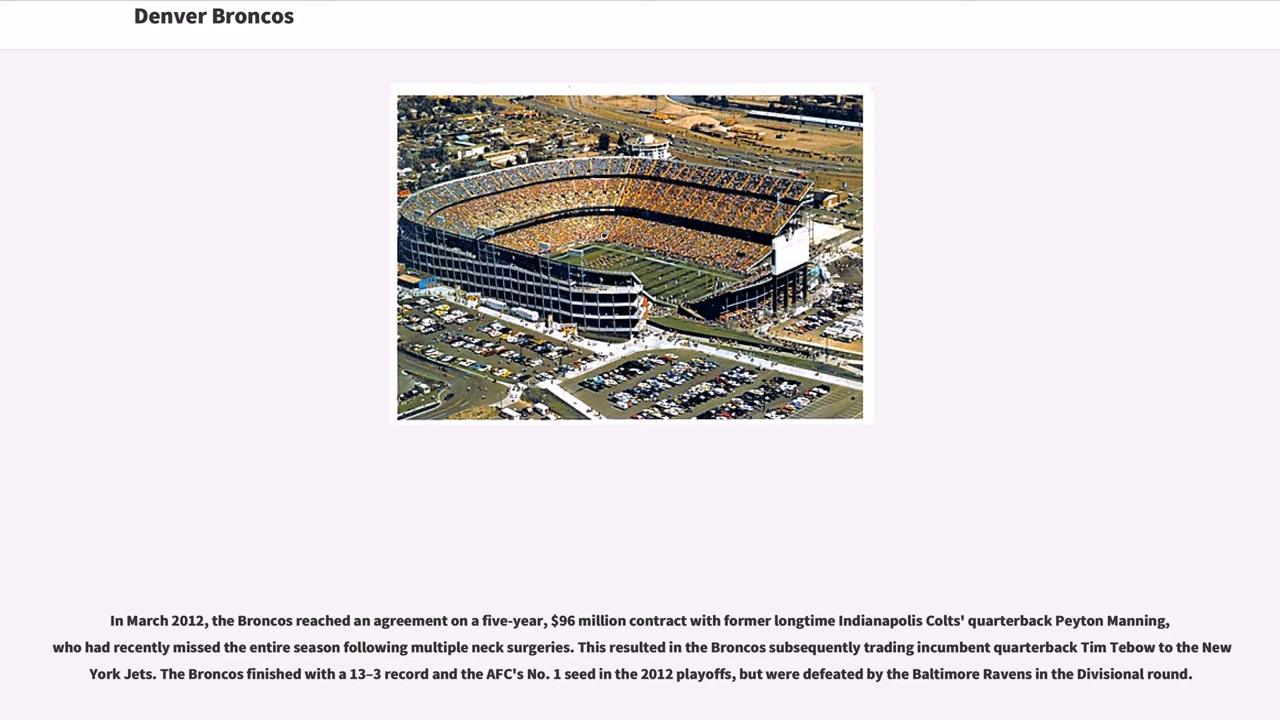 Denver Broncos
In March 2012, the Broncos reached an agreement on a five-year, $96 million contract with former longtime Indianapolis Colts' quarterback Peyton Manning,
who had recently missed the entire season following multiple neck surgeries. This resulted in the Broncos subsequently trading incumbent quarterback Tim Tebow to the New
York Jets. The Broncos finished with a 13–3 record and the AFC's No. 1 seed in the 2012 playoffs, but were defeated by the Baltimore Ravens in the Divisional round.